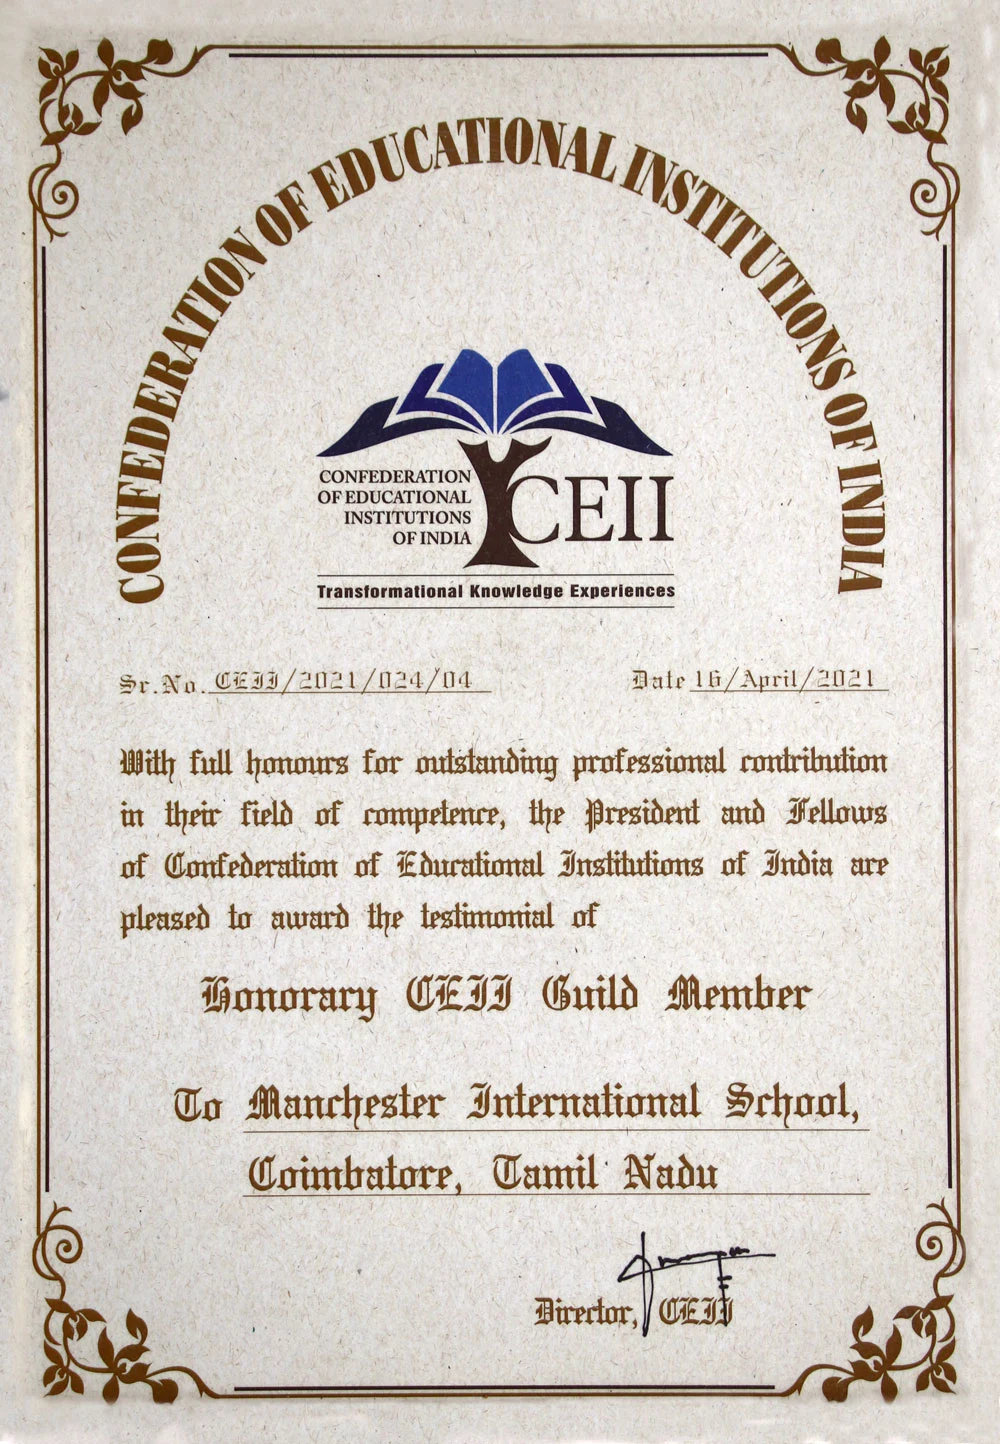 CONFEDERATION OF EDUCATIONAL INSTITUTIONS OF INDIA
CONFEDERATION
OF EDUCATIONAL
INSTITUTIONS
OF INDIA
CEII
Transformational Knowledge Experiences
Sr.No. CEII/2021/024/04 Date 16/April/2021
With full honours for outstanding professional contribution
in their field of competence, the President and Fellows
of Confederation of Educational Institutions of India are
pleased to award the testimonial of
Honorary CEII Guild Member
To Manchester International School,
Coimbatore, Tamil Nadu
Director, CEII